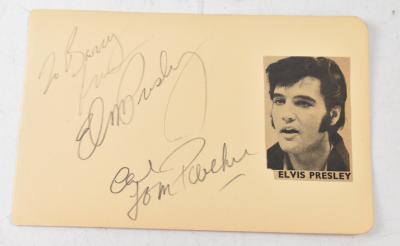 To Barry
Elvis Presley
Col
Tom Parker
ELVIS PRESLEY